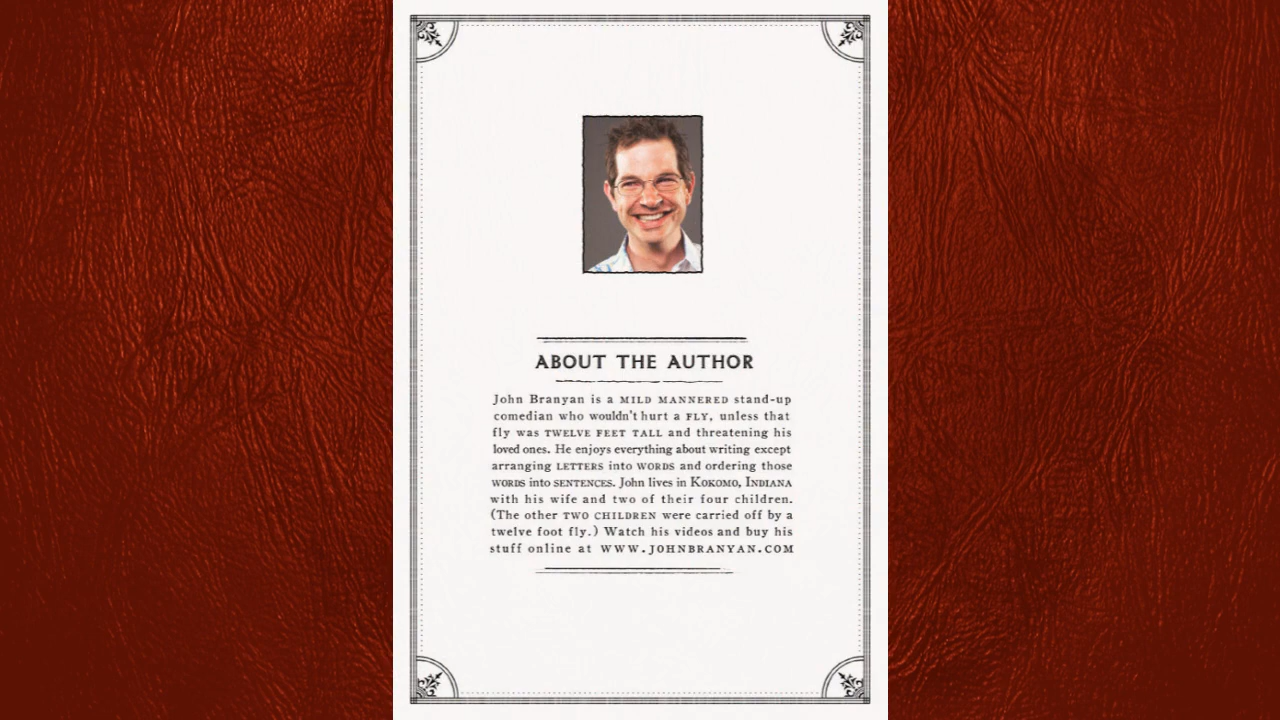 ABOUT THE AUTHOR
John Branyan is a MILD MANNERED stand-up
comedian who wouldn't hurt a FLY, unless that
fly was TWELVE FEET TALL and threatening his
loved ones. He enjoys everything about writing except
arranging LETTERS into WORDS and ordering those
WORDS into SENTENCES. John lives in KOKOMO, INDIANA
with his wife and two of their four children.
(The other TWO CHILDREN were carried off by a
twelve foot fly.) Watch his videos and buy his
stuff online at WWW.JOHNBRANYAN.COM